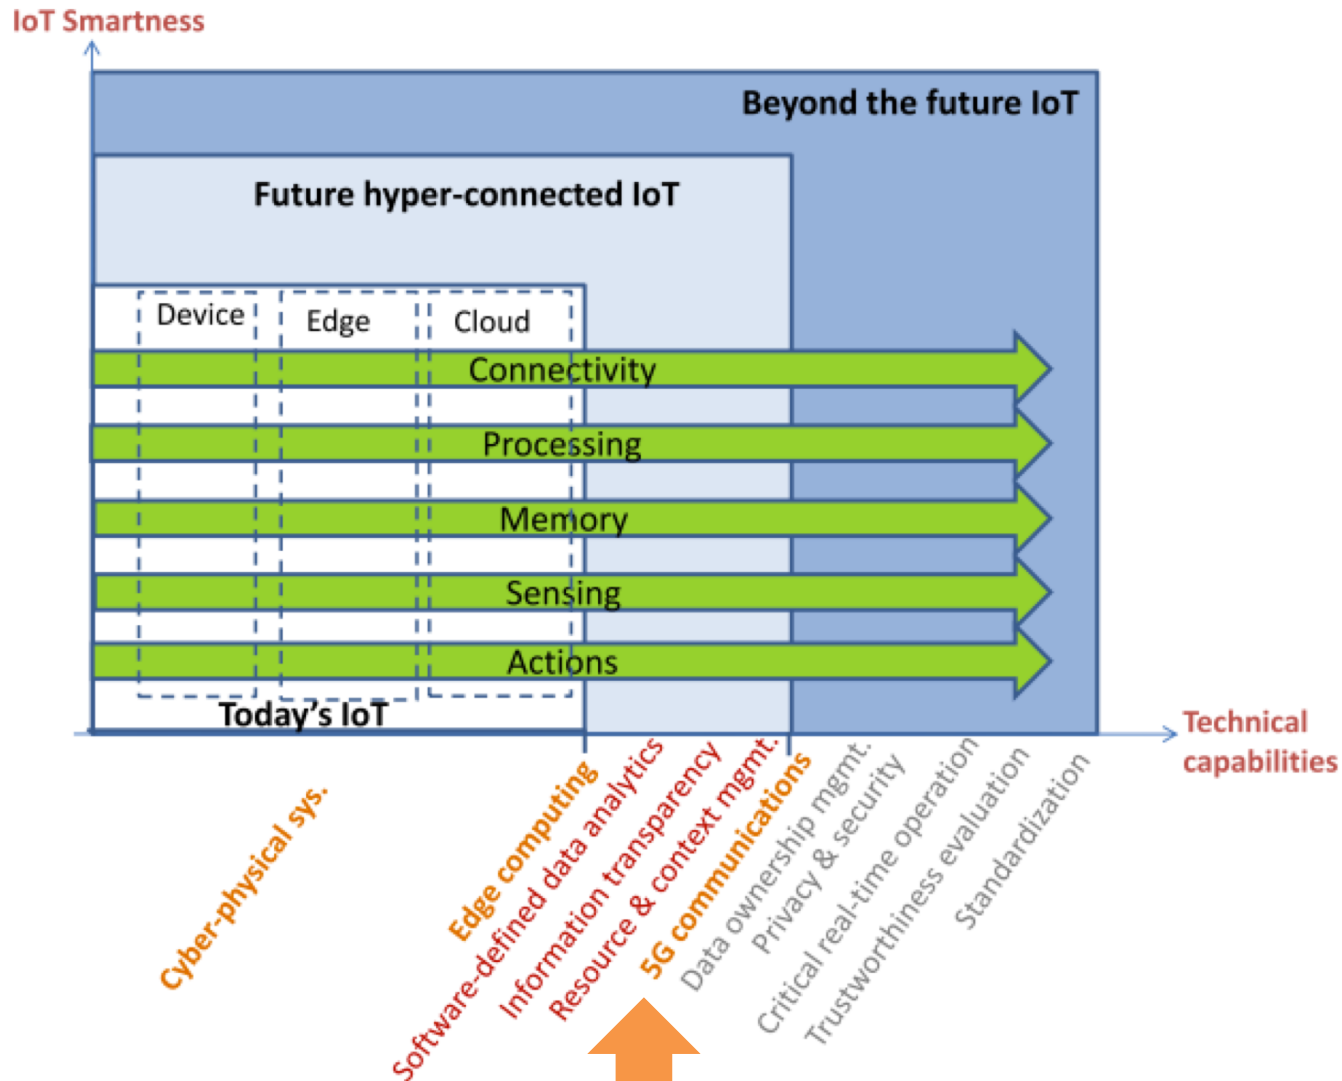 IoT Smartness
Beyond the future IoT
Future hyper-connected IoT
Device
Edge
Cloud
Connectivity
Processing
Memory
Sensing
Actions
Today's IoT
Technical
capabilities
Cyber-physical sys.
Edge computing
Software-defined data analytics
Information transparency
Resource & context mgmt.
5G communications
Data ownership mgmt.
Privacy & security
Critical real-time operation
Trustworthiness evaluation
Standardization